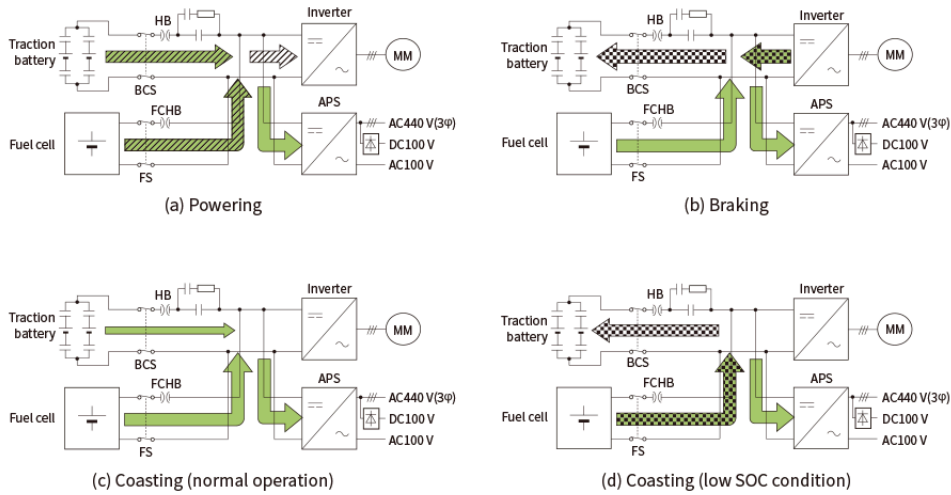 HB
Inverter
Traction
battery
MM
BCS
FCHB
APS
Fuel cell
AC440 V(3φ)
DC100 V
AC100 V
FS
(a) Powering
HB
Inverter
Traction
battery
MM
BCS
FCHB
APS
Fuel cell
AC440 V(3φ)
DC100 V
AC100 V
FS
(b) Braking
HB
Inverter
Traction
battery
MM
BCS
FCHB
APS
Fuel cell
AC440 V(3φ)
DC100 V
AC100 V
FS
(c) Coasting (normal operation)
HB
Inverter
Traction
battery
MM
BCS
FCHB
APS
Fuel cell
AC440 V(3φ)
DC100 V
AC100 V
FS
(d) Coasting (low SOC condition)